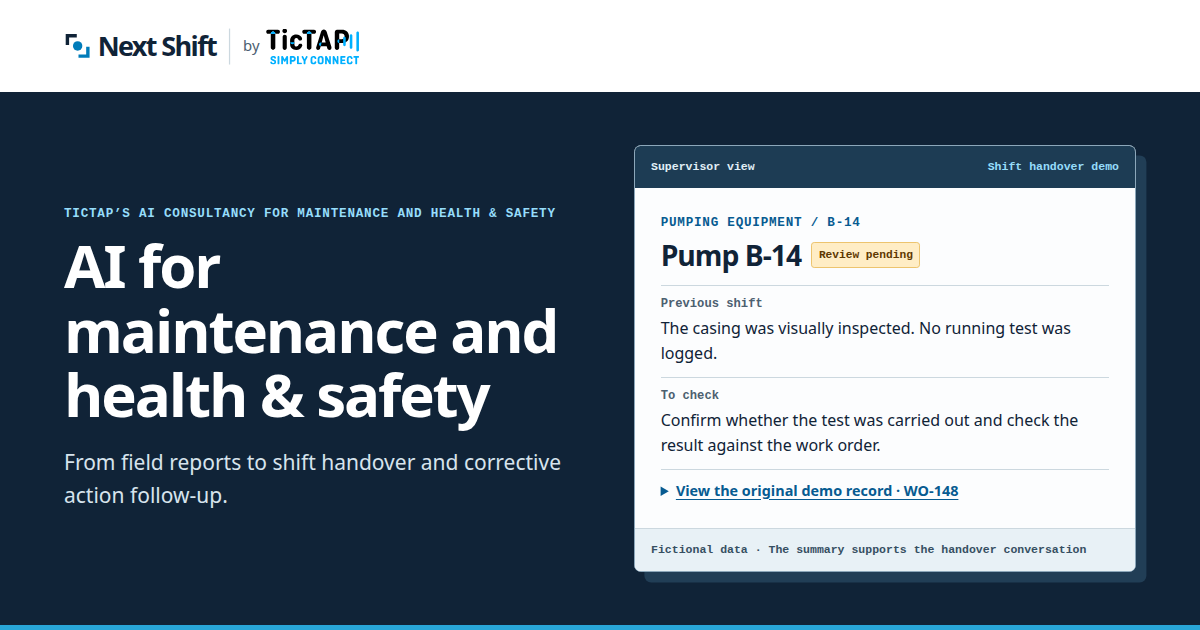 Next Shift
by TicTAP
SIMPLY CONNECT
TICTAP’S AI CONSULTANCY FOR MAINTENANCE AND HEALTH & SAFETY
AI for
maintenance and
health & safety
From field reports to shift handover and corrective
action follow-up.
Supervisor view
Shift handover demo
PUMPING EQUIPMENT / B-14
Pump B-14
Review pending
Previous shift
The casing was visually inspected. No running test was
logged.
To check
Confirm whether the test was carried out and check the
result against the work order.
View the original demo record · WO-148
Fictional data · The summary supports the handover conversation